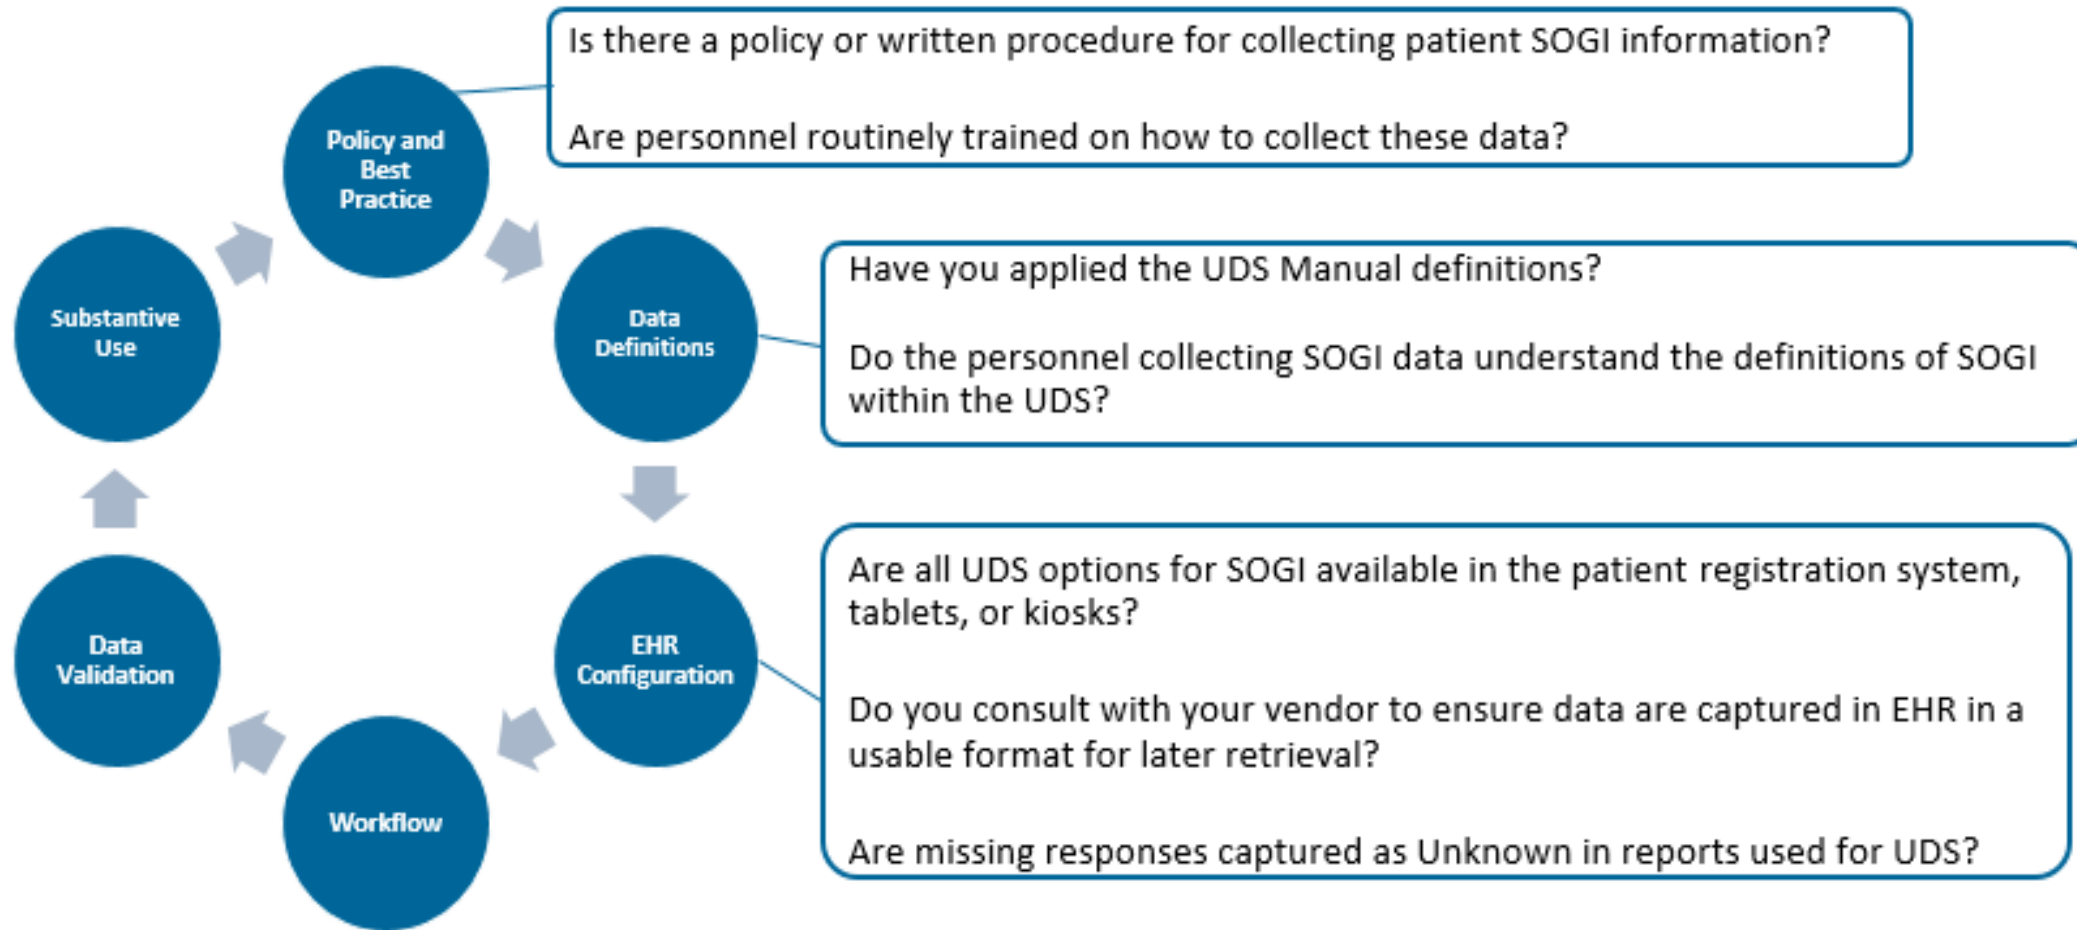 Is there a policy or written procedure for collecting patient SOGI information?
Are personnel routinely trained on how to collect these data?
Policy and
Best
Practice
Have you applied the UDS Manual definitions?
Do the personnel collecting SOGI data understand the definitions of SOGI
within the UDS?
Data
Definitions
Substantive
Use
Are all UDS options for SOGI available in the patient registration system,
tablets, or kiosks?
Do you consult with your vendor to ensure data are captured in EHR in a
usable format for later retrieval?
Are missing responses captured as Unknown in reports used for UDS?
EHR
Configuration
Data
Validation
Workflow